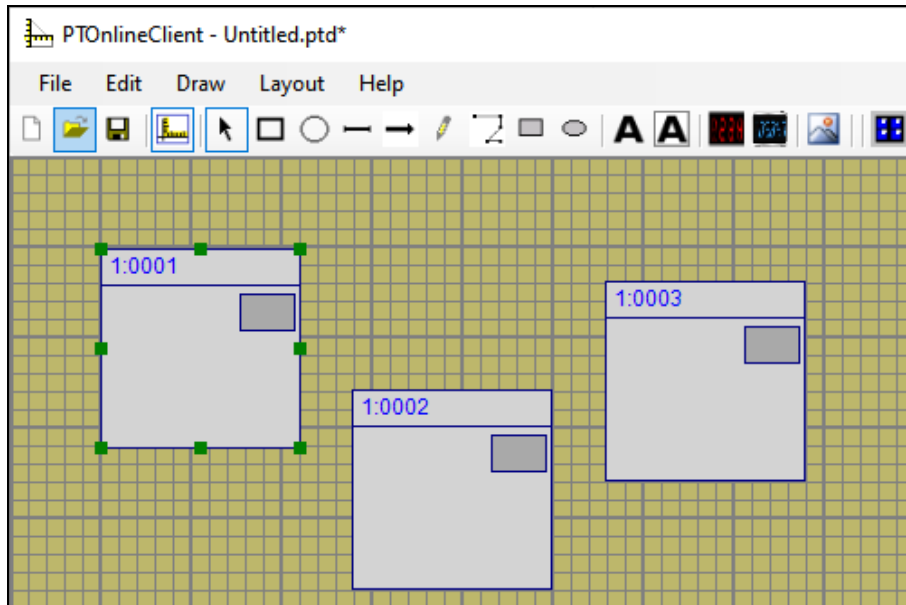 PTOnlineClient - Untitled.ptd*
File Edit Draw Layout Help
A A
1:0001
1:0003
1:0002